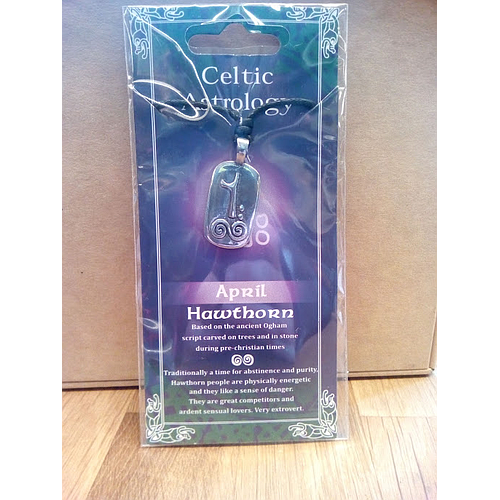 Celtic
Astrology
April
Hawthorn
Based on the ancient Ogham
script carved on trees and in stone
during pre-christian times
Traditionally a time for abstinence and purity,
Hawthorn people are physically energetic
and they like a sense of danger.
They are great competitors and
ardent sensual lovers. Very extrovert.